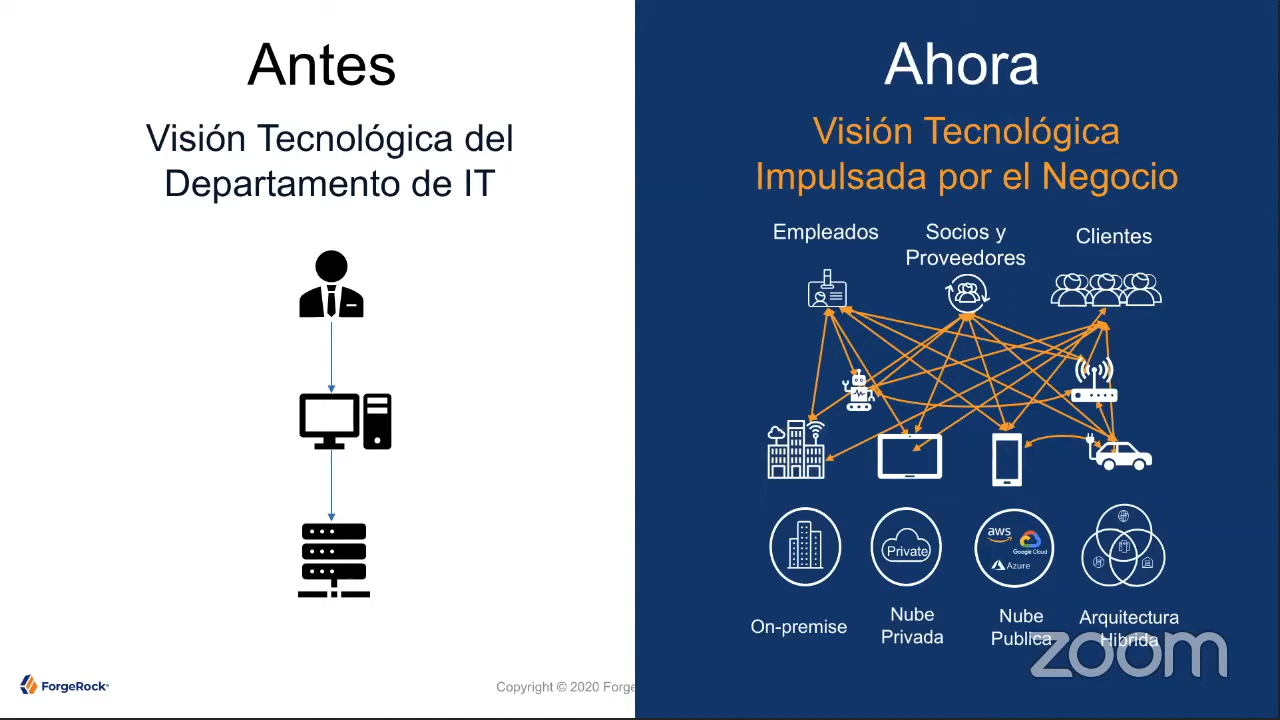 Antes
Visión Tecnológica del
Departamento de IT
ForgeRock
Copyright © 2020 Forge
Ahora
Visión Tecnológica
Impulsada por el Negocio
Empleados
Socios y
Proveedores
Clientes
Private
aws
Google Cloud
Azure
On-premise
Nube
Privada
Nube
Publica
Arquitectura
Hibrida
zoom